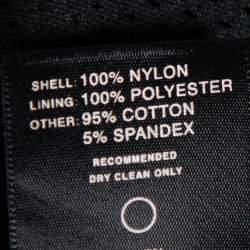 SHELL: 100% NYLON
LINING: 100% POLYESTER
OTHER: 95% COTTON
5% SPANDEX
RECOMMENDED
DRY CLEAN ONLY